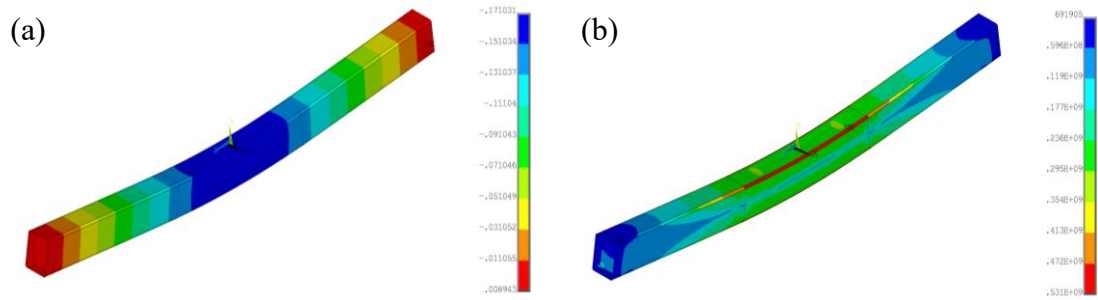 (a)
-.171031
-.151034
-.131037
-.11104
-.091043
-.071046
-.051049
-.031052
-.011055
.008943
(b)
691905
.596E+08
.119E+09
.177E+09
.236E+09
.295E+09
.354E+09
.413E+09
.472E+09
.531E+09